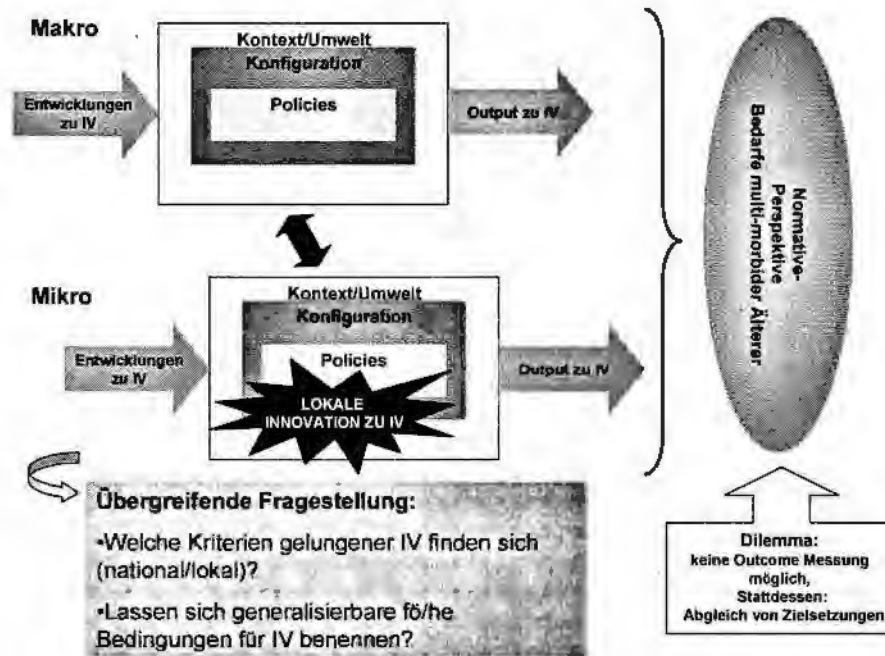 Makro
Kontext/Umwelt
Konfiguration
Policies
Entwicklungen
zu IV
Output zu IV
Mikro
Kontext/Umwelt
Konfiguration
Policies
Entwicklungen
zu IV
Output zu IV
LOKALE
INNOVATION ZU IV
Normative-
Perspektive
Bedarfe multi-morbider Älterer
Übergreifende Fragestellung:
•Welche Kriterien gelungener IV finden sich
(national/lokal)?
•Lassen sich generalisierbare fö/he
Bedingungen für IV benennen?
Dilemma:
keine Outcome Messung
möglich,
Stattdessen:
Abgleich von Zielsetzungen